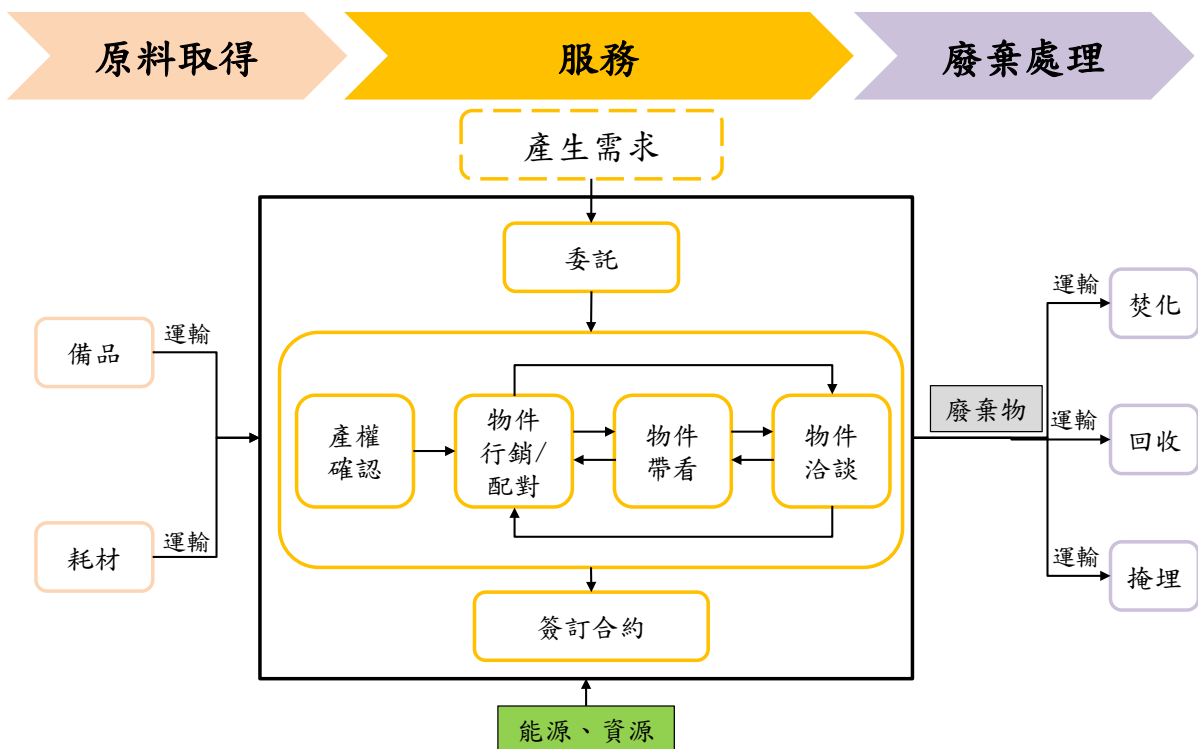 原料取得
服務
廢棄處理
產生需求
委託
備品
運輸
耗材
運輸
產權
確認
物件
行銷/
配對
物件
帶看
物件
洽談
簽訂合約
能源、資源
廢棄物
運輸
焚化
運輸
回收
運輸
掩埋